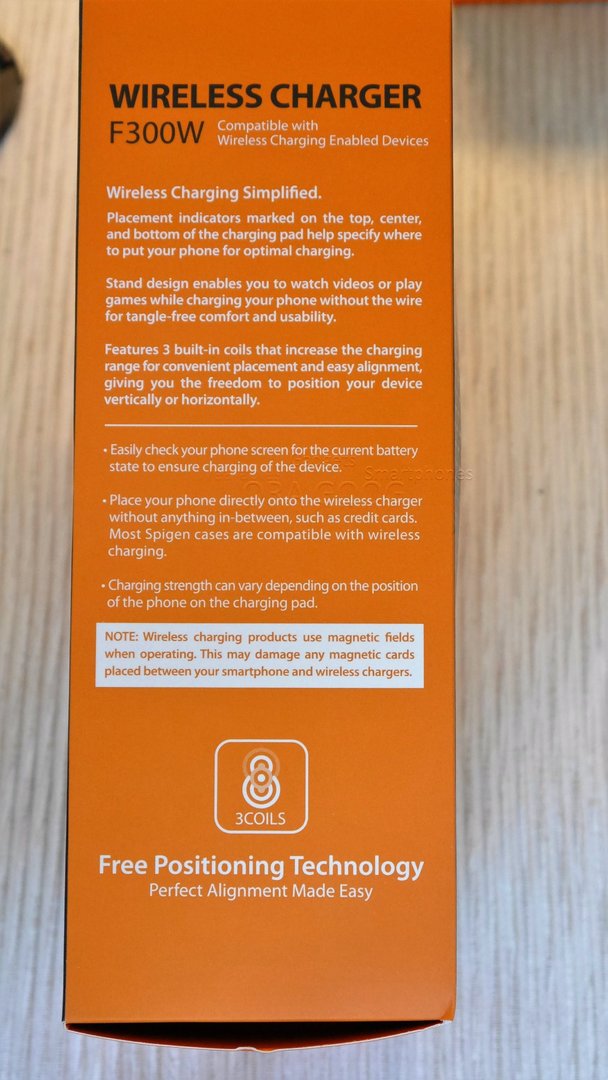 WIRELESS CHARGER
F300W Compatible with
Wireless Charging Enabled Devices
Wireless Charging Simplified.
Placement indicators marked on the top, center,
and bottom of the charging pad help specify where
to put your phone for optimal charging.
Stand design enables you to watch videos or play
games while charging your phone without the wire
for tangle-free comfort and usability.
Features 3 built-in coils that increase the charging
range for convenient placement and easy alignment,
giving you the freedom to position your device
vertically or horizontally.
• Easily check your phone screen for the current battery
state to ensure charging of the device.
Smartphones
• Place your phone directly onto the wireless charger
without anything in-between, such as credit cards.
Most Spigen cases are compatible with wireless
charging.
• Charging strength can vary depending on the position
of the phone on the charging pad.
NOTE: Wireless charging products use magnetic fields
when operating. This may damage any magnetic cards
placed between your smartphone and wireless chargers.
3COILS
Free Positioning Technology
Perfect Alignment Made Easy